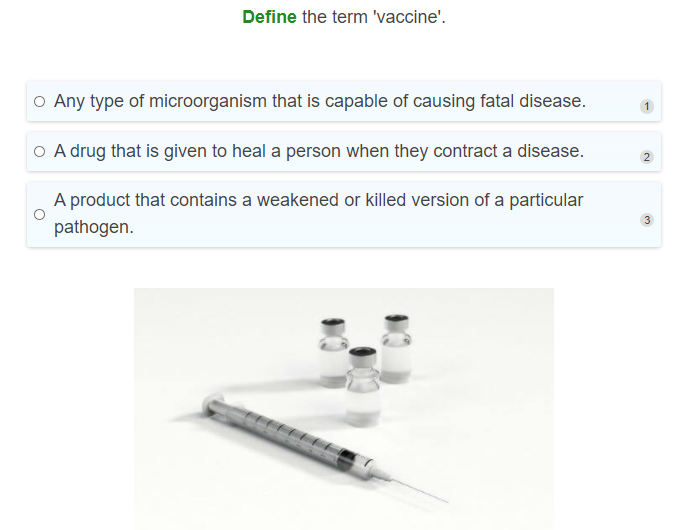 Define the term 'vaccine'.
Any type of microorganism that is capable of causing fatal disease.
1
A drug that is given to heal a person when they contract a disease.
2
A product that contains a weakened or killed version of a particular
pathogen.
3